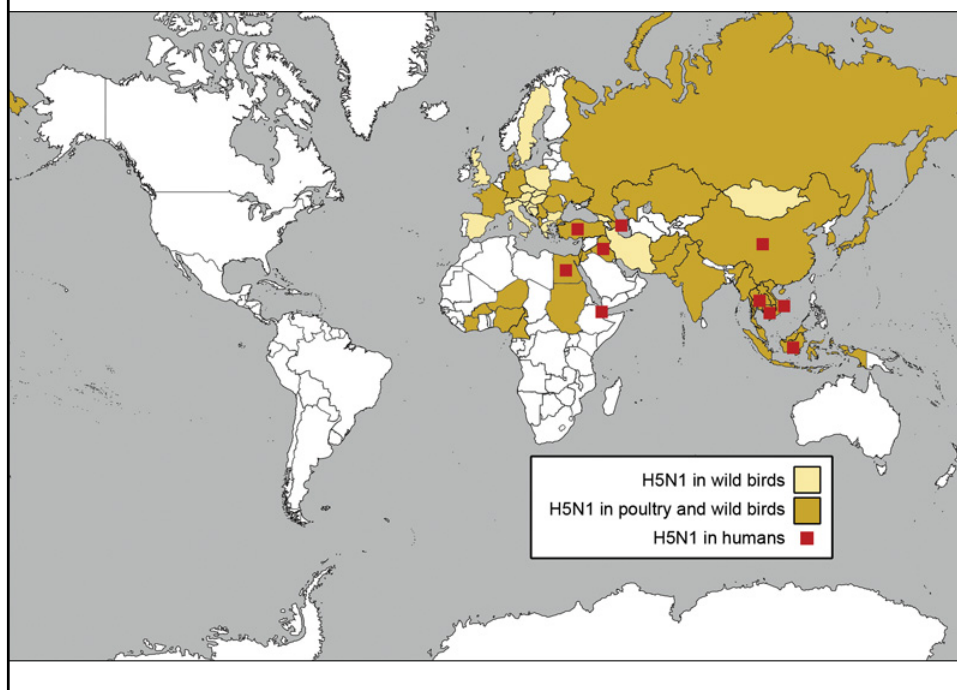 H5N1 in wild birds
H5N1 in poultry and wild birds
H5N1 in humans